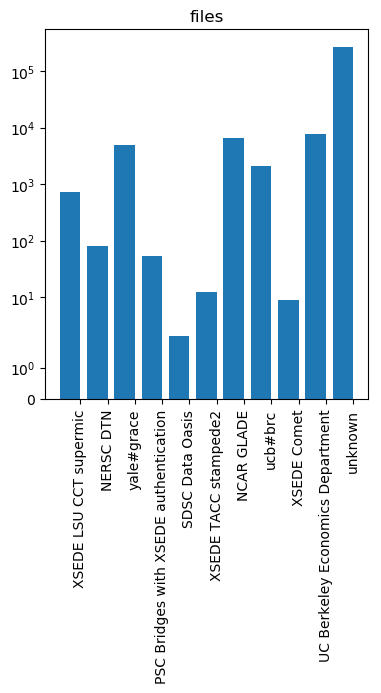 files
10^5
10^4
10^3
10^2
10^1
10^0
0
XSEDE LSU CCT supermic
NERSC DTN
yale#grace
PSC Bridges with XSEDE authentication
SDSC Data Oasis
XSEDE TACC stampede2
NCAR GLADE
ucb#brc
XSEDE Comet
UC Berkeley Economics Department
unknown